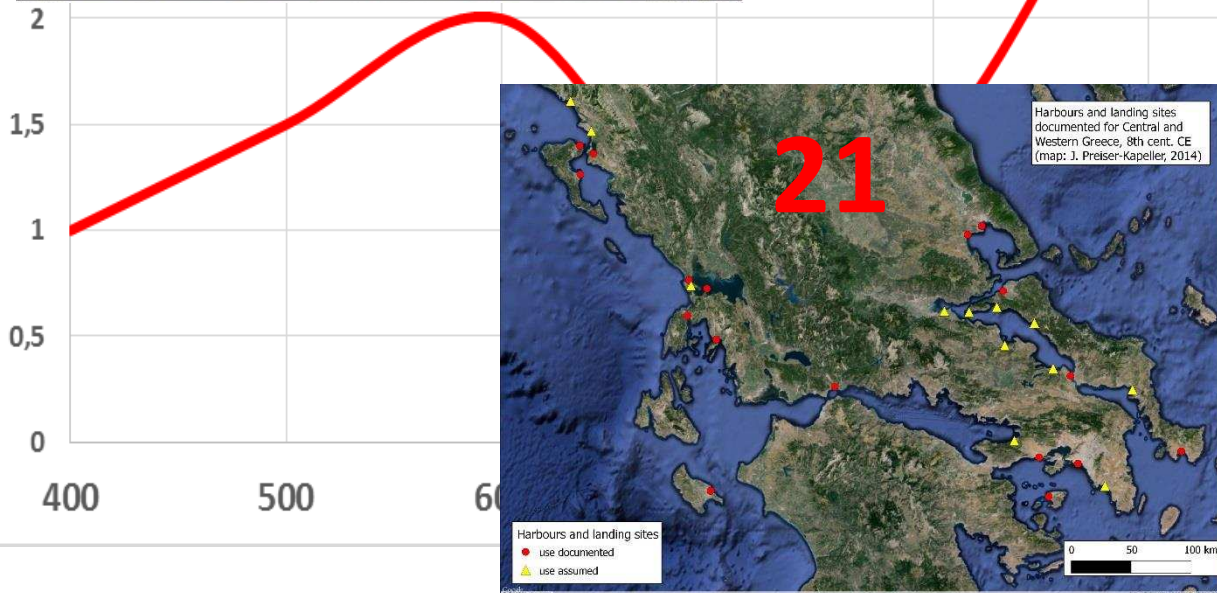 2
1,5
1
0,5
0
400
500
21
Harbours and landing sites
documented for Central and
Western Greece, 8th cent. CE
(map: J. Preiser-Kapeller, 2014)
Harbours and landing sites
use documented
use assumed
0 50 100 km
Google